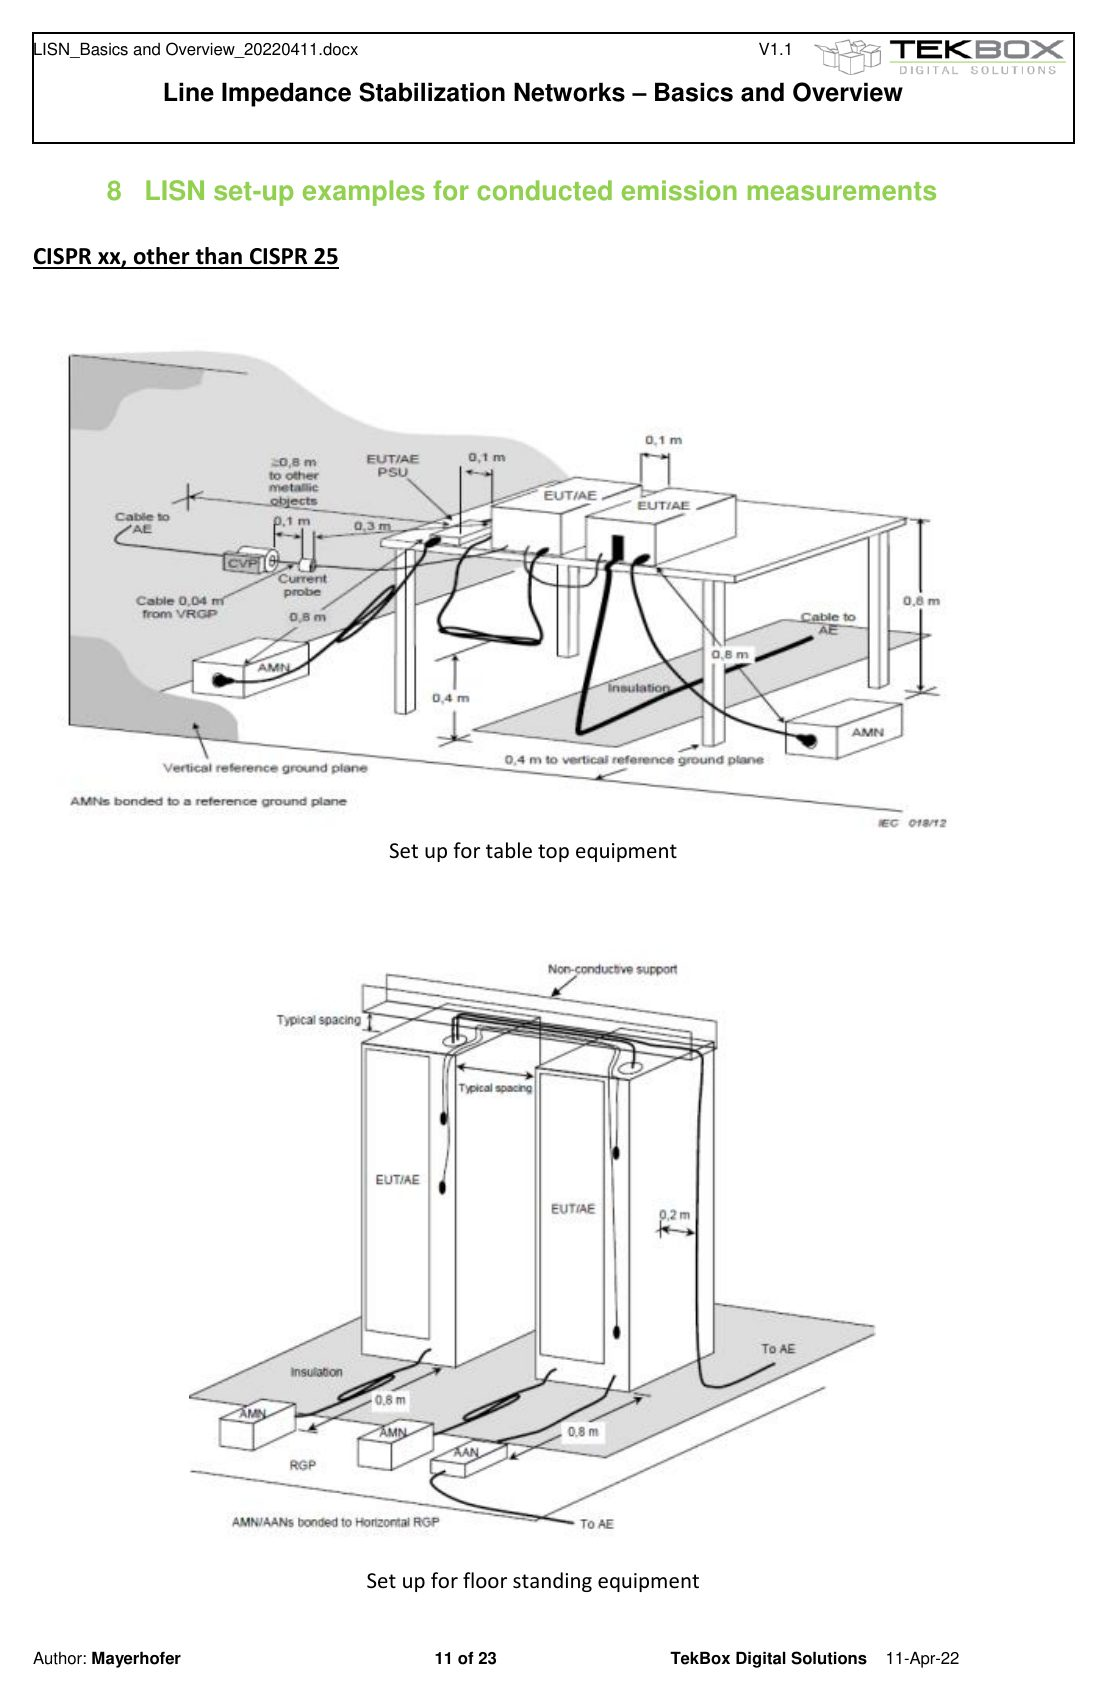 LISN_Basics and Overview_20220411.docx V1.1 TEKBOX
DIGITAL SOLUTIONS
Line Impedance Stabilization Networks – Basics and Overview
8 LISN set-up examples for conducted emission measurements
CISPR xx, other than CISPR 25
0,1 m
≥0,8 m
to other
metallic
objects
EUT/AE
PSU
0,1 m
EUT/AE
EUT/AE
Cable to
AE
0,1 m
0,3 m
CVP
Current
probe
Cable 0,04 m
from VRGP
0,8 m
0,8 m
Cable to
AE
0,8 m
AMN
Insulation
0,4 m
AMN
0,4 m to vertical reference ground plane
Vertical reference ground plane
AMNs bonded to a reference ground plane
IEC 018/12
Set up for table top equipment
Non-conductive support
Typical spacing
Typical spacing
EUT/AE
EUT/AE
0,2 m
To AE
Insulation
0,8 m
AMN
AMN
0,8 m
AAN
RGP
AMN/AANs bonded to Horizontal RGP
To AE
Set up for floor standing equipment
Author: Mayerhofer 11 of 23 TekBox Digital Solutions 11-Apr-22